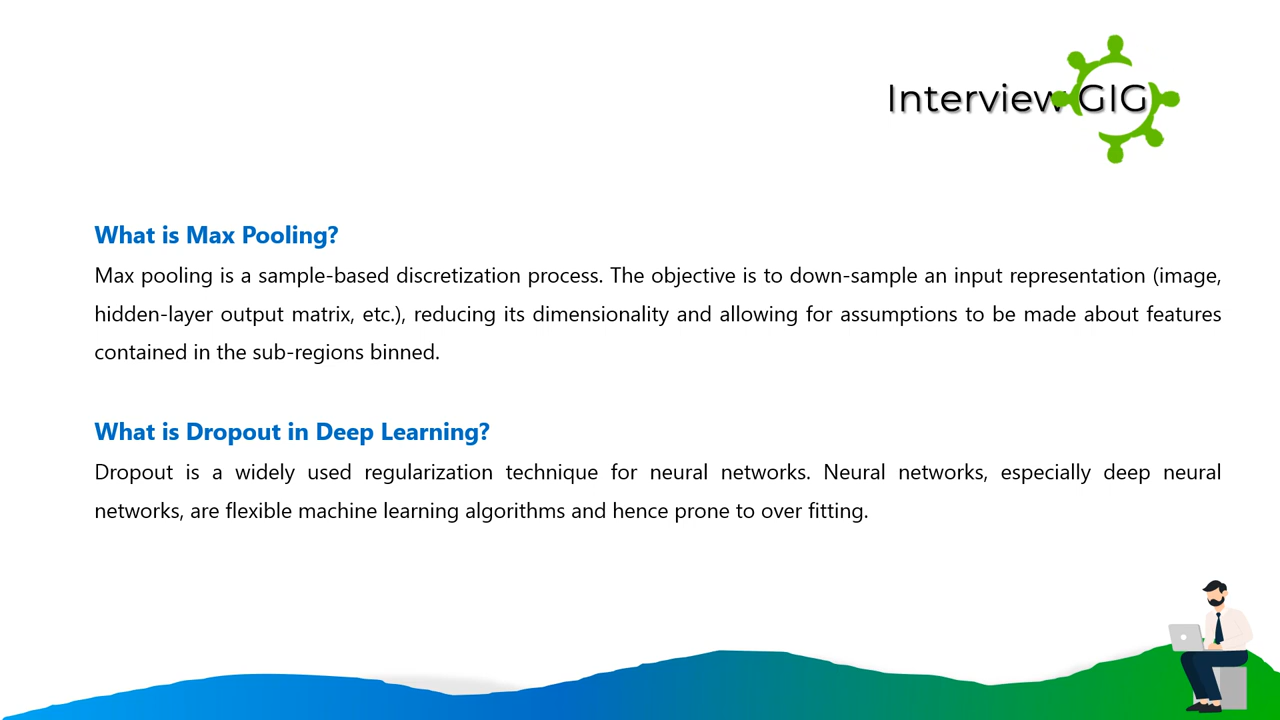 Interview GIG
What is Max Pooling?
Max pooling is a sample-based discretization process. The objective is to down-sample an input representation (image,
hidden-layer output matrix, etc.), reducing its dimensionality and allowing for assumptions to be made about features
contained in the sub-regions binned.
What is Dropout in Deep Learning?
Dropout is a widely used regularization technique for neural networks. Neural networks, especially deep neural
networks, are flexible machine learning algorithms and hence prone to over fitting.